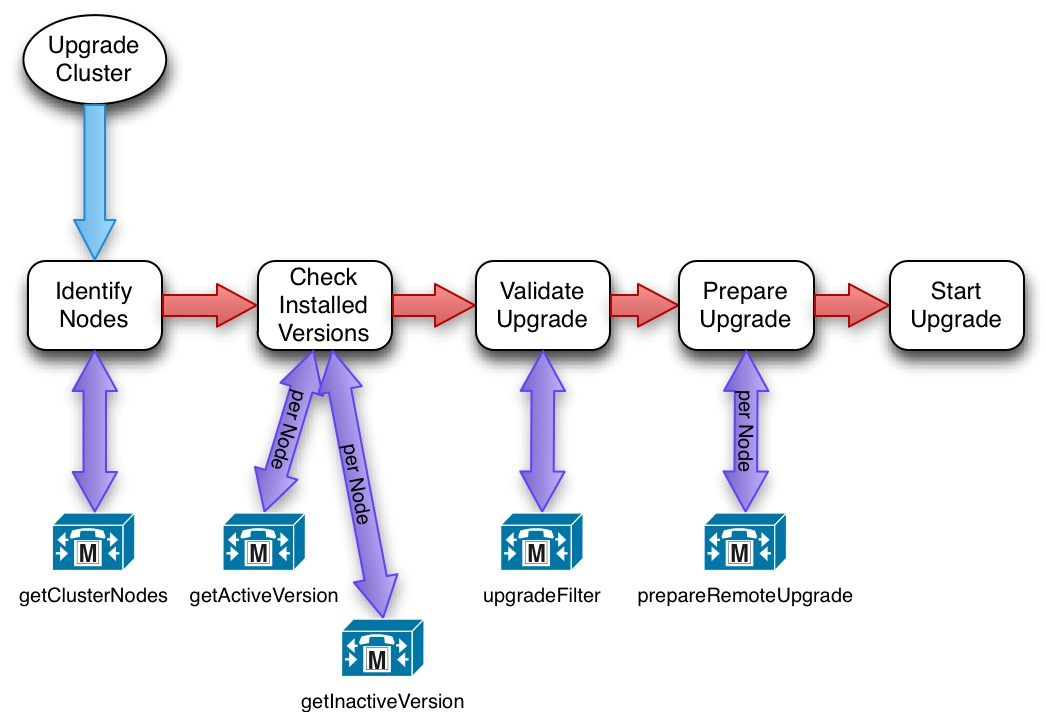 Upgrade
Cluster
Identify
Nodes
Check
Installed
Versions
Validate
Upgrade
Prepare
Upgrade
Start
Upgrade
per Node
per Node
per Node
M
M
M
M
getClusterNodes
getActiveVersion
upgradeFilter
prepareRemoteUpgrade
M
getInactiveVersion